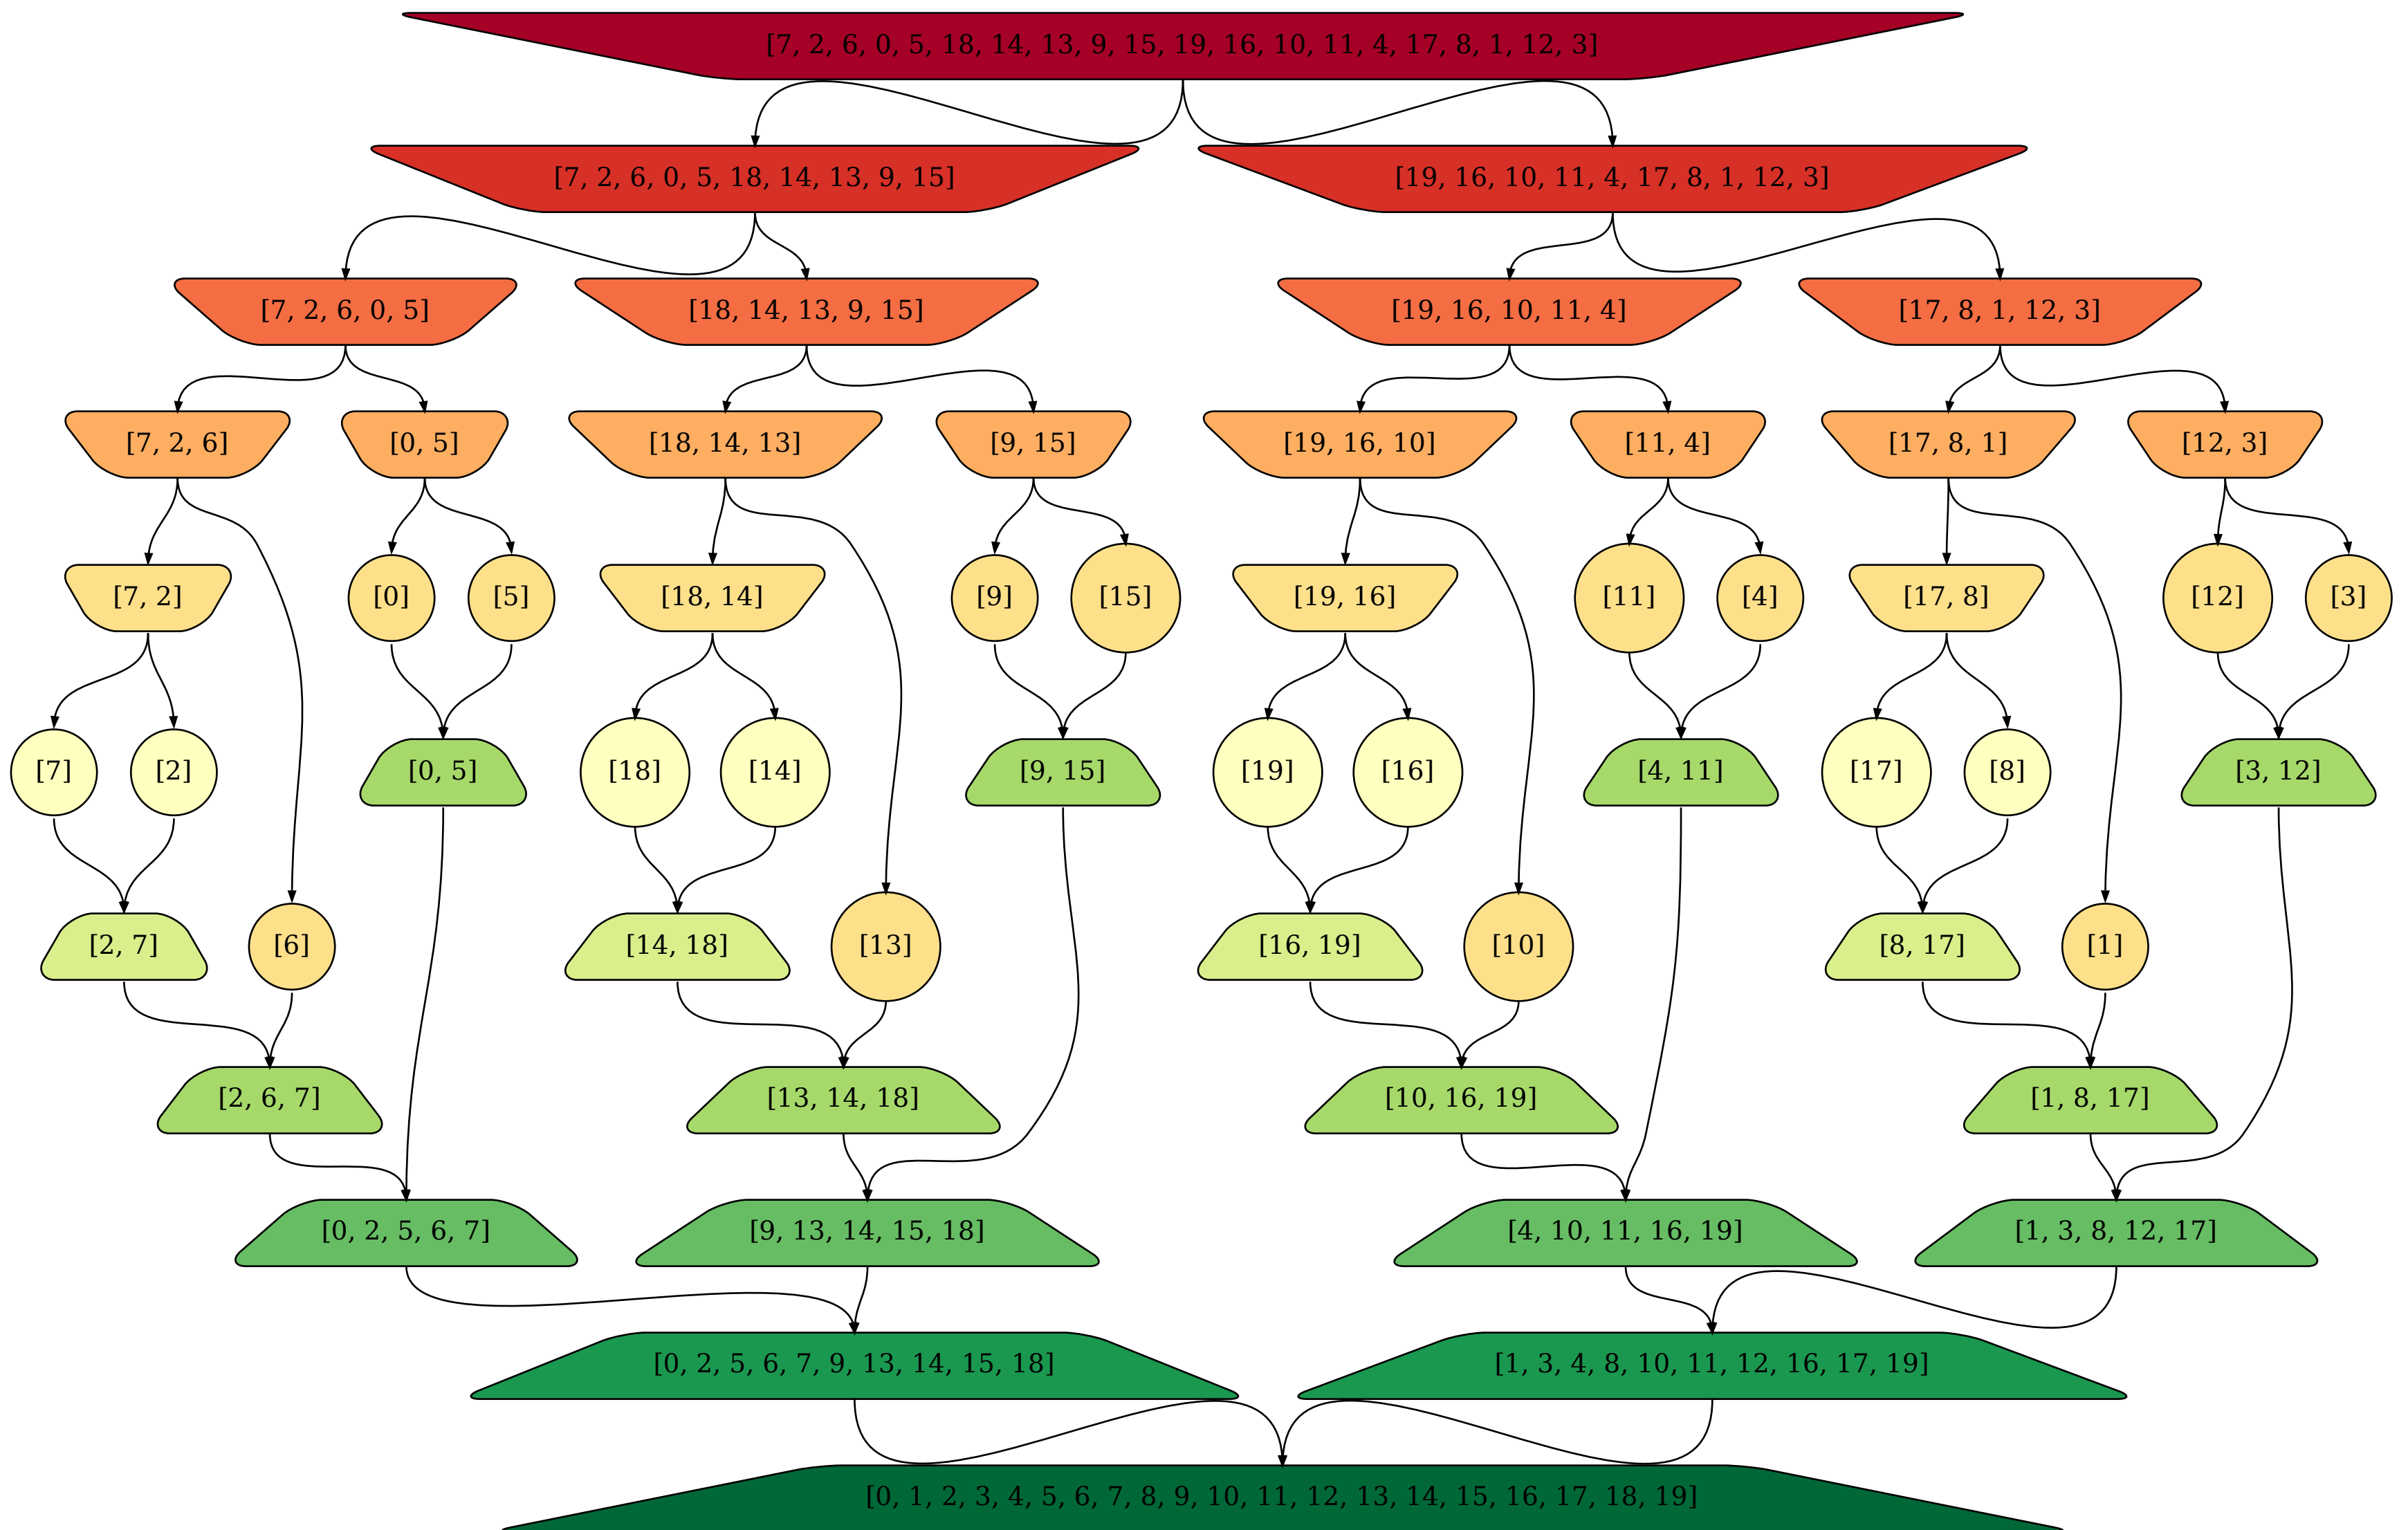 [7, 2, 6, 0, 5, 18, 14, 13, 9, 15, 19, 16, 10, 11, 4, 17, 8, 1, 12, 3]
[7, 2, 6, 0, 5, 18, 14, 13, 9, 15]
[19, 16, 10, 11, 4, 17, 8, 1, 12, 3]
[7, 2, 6, 0, 5]
[18, 14, 13, 9, 15]
[19, 16, 10, 11, 4]
[17, 8, 1, 12, 3]
[7, 2, 6]
[0, 5]
[18, 14, 13]
[9, 15]
[19, 16, 10]
[11, 4]
[17, 8, 1]
[12, 3]
[7, 2]
[0]
[5]
[18, 14]
[9]
[15]
[19, 16]
[11]
[4]
[17, 8]
[12]
[3]
[7]
[2]
[0, 5]
[18]
[14]
[9, 15]
[19]
[16]
[4, 11]
[17]
[8]
[3, 12]
[2, 7]
[6]
[14, 18]
[13]
[16, 19]
[10]
[8, 17]
[1]
[2, 6, 7]
[13, 14, 18]
[10, 16, 19]
[1, 8, 17]
[0, 2, 5, 6, 7]
[9, 13, 14, 15, 18]
[4, 10, 11, 16, 19]
[1, 3, 8, 12, 17]
[0, 2, 5, 6, 7, 9, 13, 14, 15, 18]
[1, 3, 4, 8, 10, 11, 12, 16, 17, 19]
[0, 1, 2, 3, 4, 5, 6, 7, 8, 9, 10, 11, 12, 13, 14, 15, 16, 17, 18, 19]